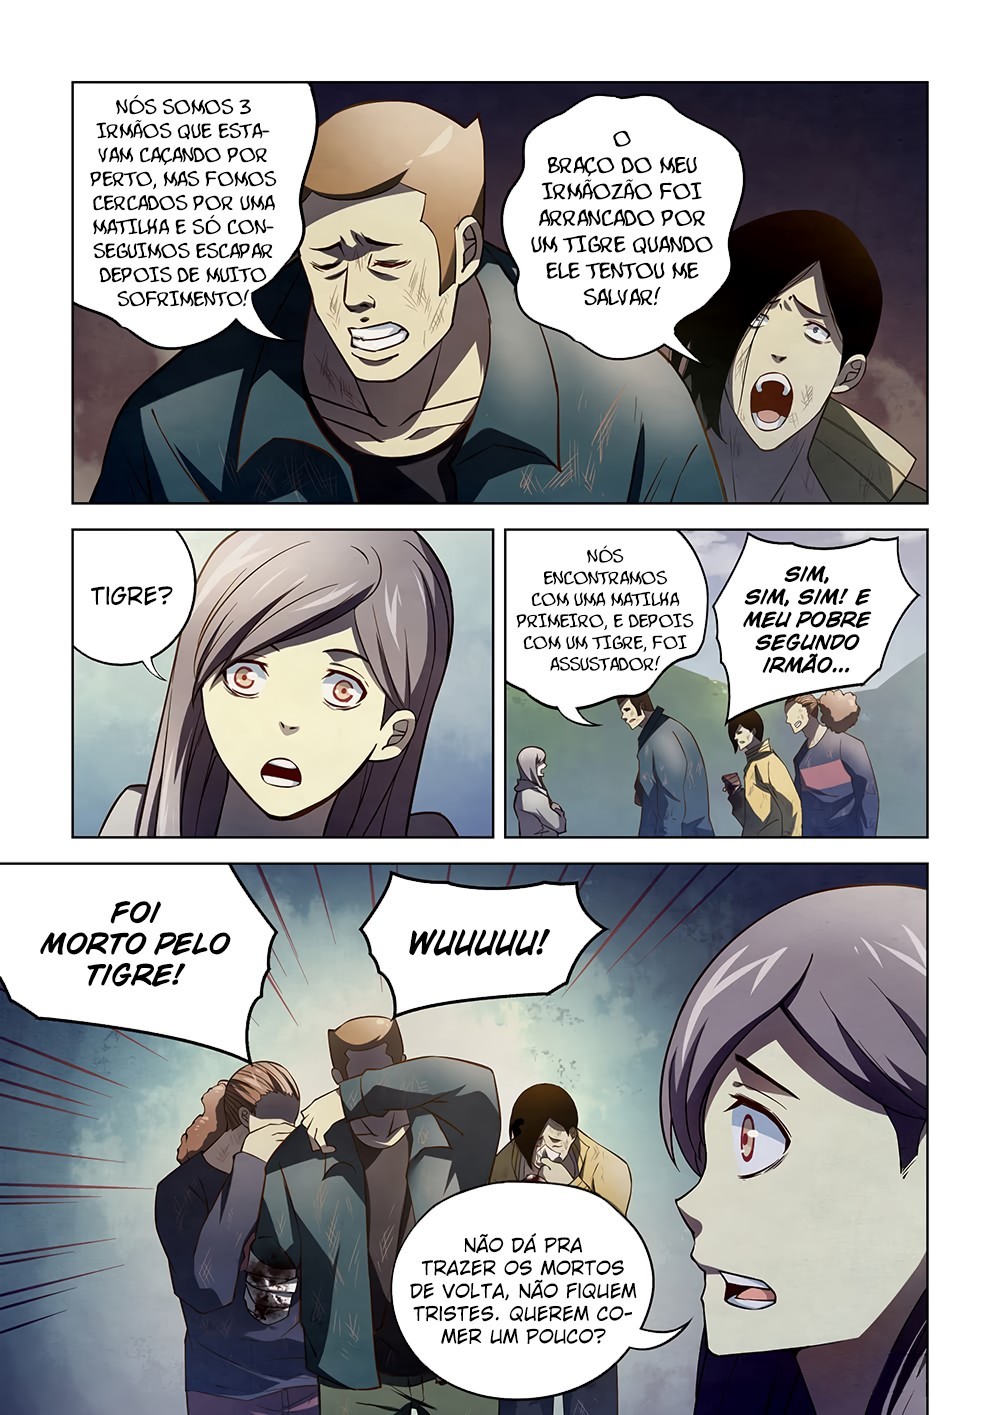 NÓS SOMOS 3
IRMÃOS QUE ESTA-
VAM CAÇANDO POR
PERTO, MAS FOMOS
CERCADOS POR UMA
MATILHA E SÓ CON-
SEGUIMOS ESCAPAR
DEPOIS DE MUITO
SOFRIMENTO!
O
BRAÇO DO MEU
IRMÃOZÃO FOI
ARRANCADO POR
UM TIGRE QUANDO
ELE TENTOU ME
SALVAR!
TIGRE?
NÓS
ENCONTRAMOS
COM UMA MATILHA
PRIMEIRO, E DEPOIS
COM UM TIGRE, FOI
ASSUSTADOR!
SIM,
SIM, SIM! E
MEU POBRE
SEGUNDO
IRMÃO...
FOI
MORTO PELO
TIGRE!
WUUUUU!
NÃO DÁ PRA
TRAZER OS MORTOS
DE VOLTA, NÃO FIQUEM
TRISTES. QUEREM CO-
MER UM POUCO?